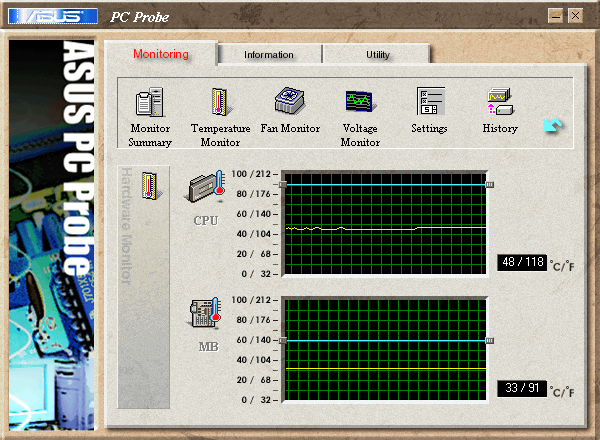 ASUS PC Probe
Monitoring Information Utility
Monitor Summary
Temperature Monitor
Fan Monitor
Voltage Monitor
Settings
History
ASUS PC Probe
Hardware Monitor
CPU
100 / 212
80 / 176
60 / 140
40 / 104
20 / 68
0 / 32
48 / 118 °C/°F
MB
100 / 212
80 / 176
60 / 140
40 / 104
20 / 68
0 / 32
33 / 91 °C/°F